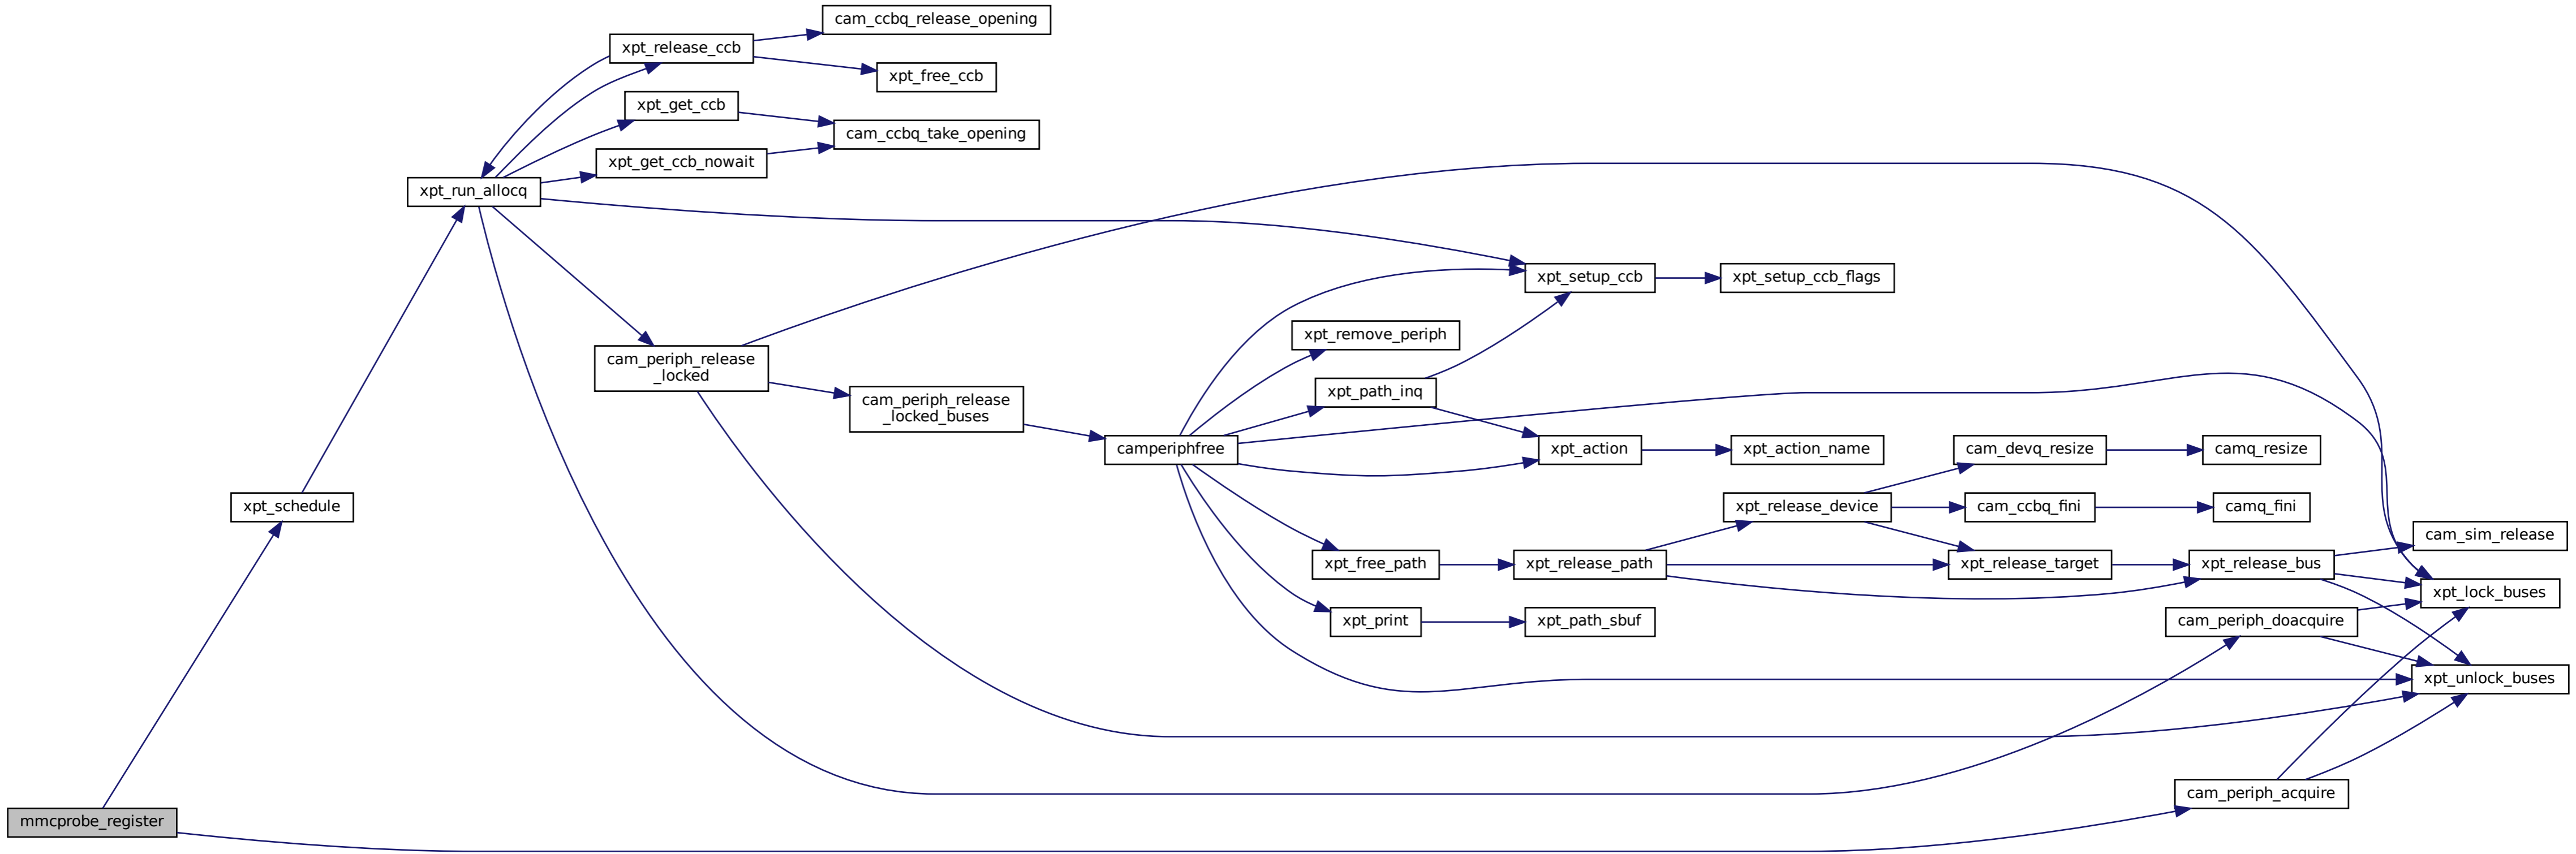 cam_ccbq_release_opening
xpt_release_ccb
xpt_free_ccb
xpt_get_ccb
cam_ccbq_take_opening
xpt_get_ccb_nowait
xpt_run_allocq
xpt_setup_ccb
xpt_setup_ccb_flags
xpt_remove_periph
cam_periph_release
_locked
xpt_path_inq
cam_periph_release
_locked_buses
camperiphfree
xpt_action
xpt_action_name
cam_devq_resize
camq_resize
xpt_schedule
xpt_release_device
cam_ccbq_fini
camq_fini
cam_sim_release
xpt_free_path
xpt_release_path
xpt_release_target
xpt_release_bus
xpt_lock_buses
xpt_print
xpt_path_sbuf
cam_periph_doacquire
xpt_unlock_buses
cam_periph_acquire
mmcprobe_register